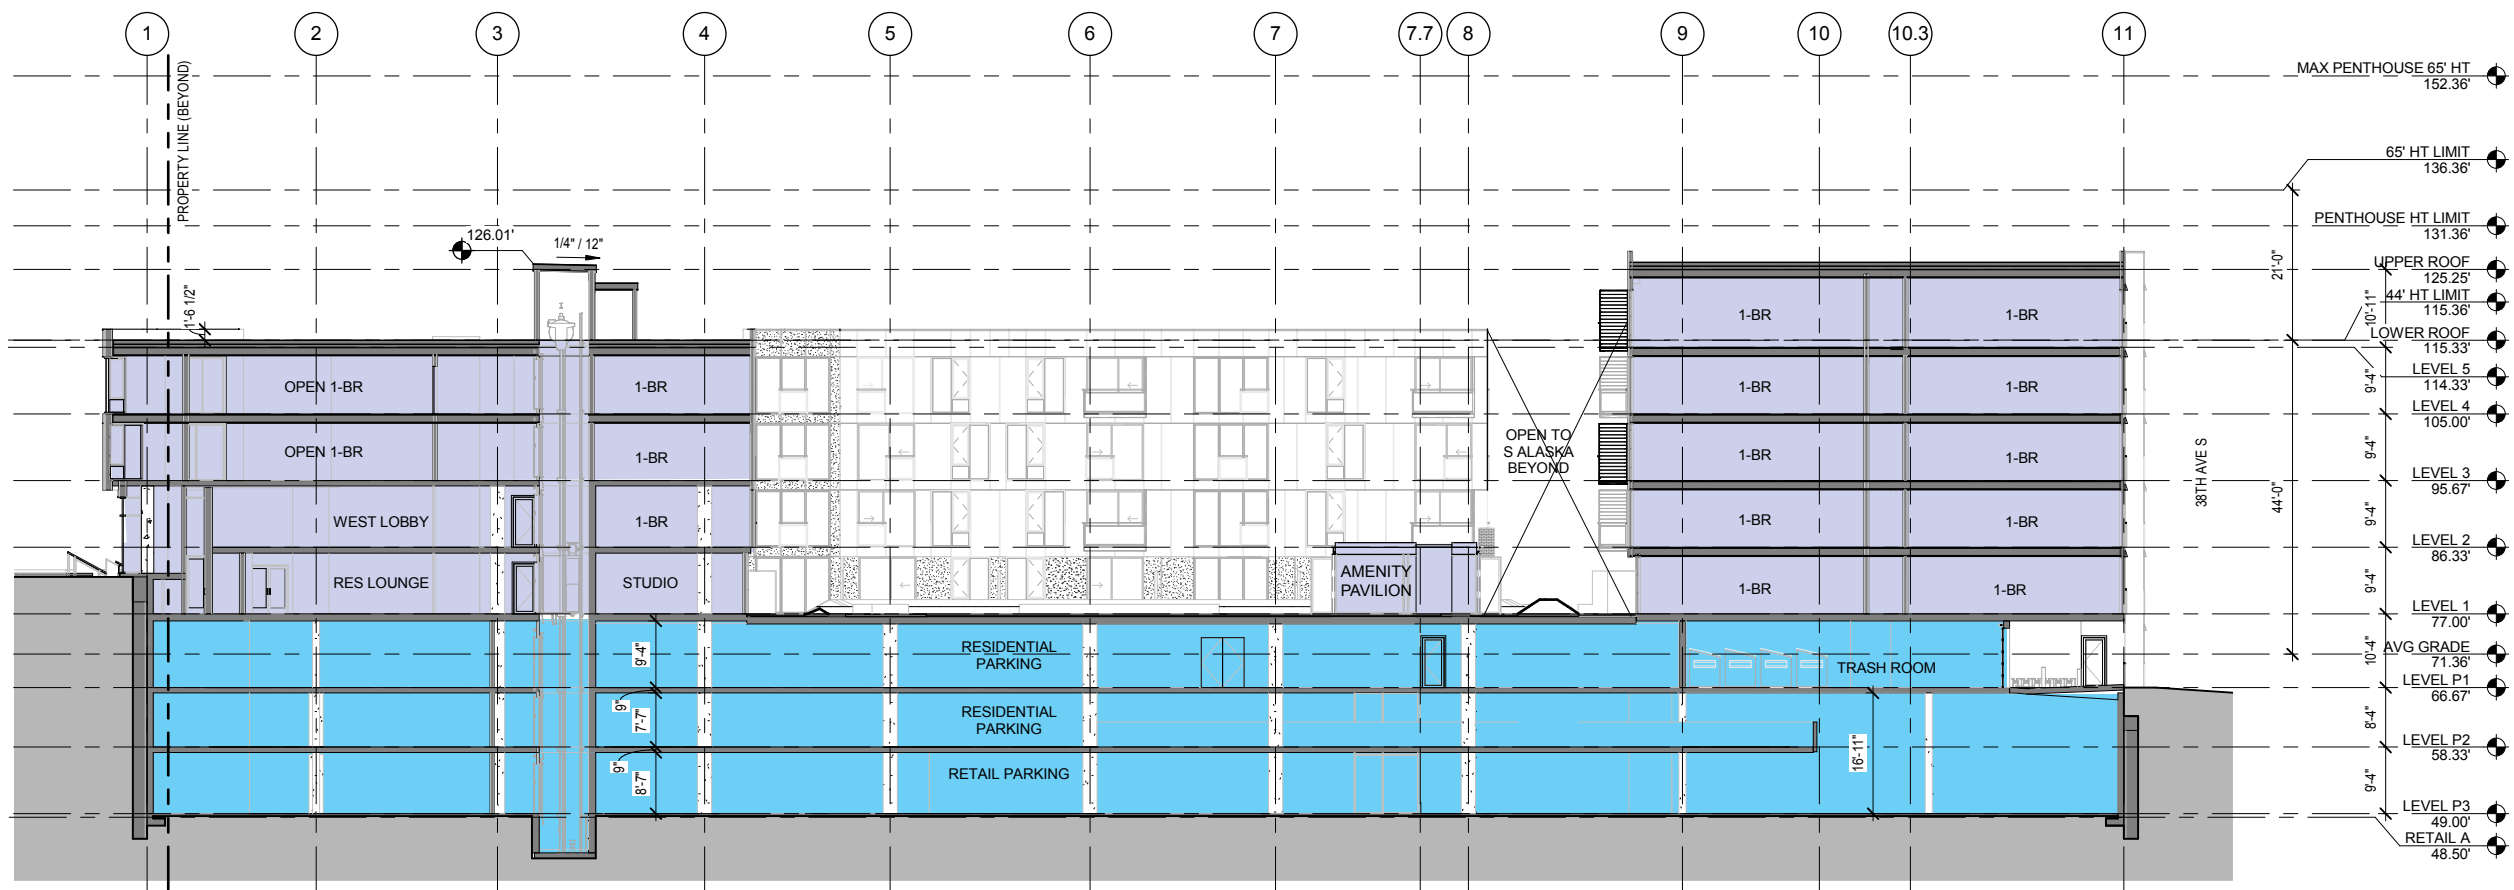 1
2
3
4
5
6
7
7.7
8
9
10
10.3
11
PROPERTY LINE (BEYOND)
MAX PENTHOUSE 65' HT
152.36'
65' HT LIMIT
136.36'
PENTHOUSE HT LIMIT
131.36'
UPPER ROOF
125.25'
44' HT LIMIT
115.36'
LOWER ROOF
115.33'
LEVEL 5
114.33'
LEVEL 4
105.00'
LEVEL 3
95.67'
LEVEL 2
86.33'
LEVEL 1
77.00'
AVG GRADE
71.36'
LEVEL P1
66.67'
LEVEL P2
58.33'
LEVEL P3
49.00'
RETAIL A
48.50'
21'-0"
44'-0"
10'-11"
9'-4"
9'-4"
9'-4"
9'-4"
10'-4"
8'-4"
9'-4"
38TH AVE S
126.01'
1/4" / 12"
1'-6 1/2"
OPEN 1-BR
1-BR
OPEN 1-BR
1-BR
WEST LOBBY
1-BR
RES LOUNGE
STUDIO
OPEN TO
S ALASKA
BEYOND
AMENITY
PAVILION
1-BR
1-BR
1-BR
1-BR
1-BR
1-BR
1-BR
1-BR
1-BR
1-BR
9'-4"
RESIDENTIAL
PARKING
TRASH ROOM
9"
7'-7"
RESIDENTIAL
PARKING
16'-11"
9"
8'-7"
RETAIL PARKING